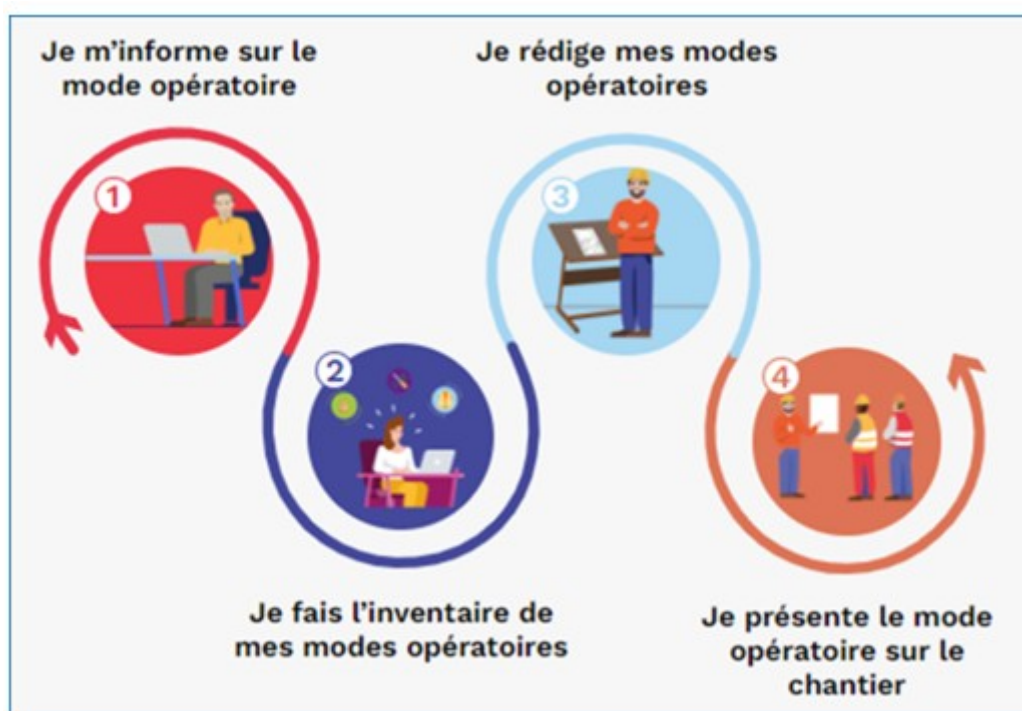 Je m'informe sur le
mode opératoire
1
2
Je fais l'inventaire de
mes modes opératoires
Je rédige mes modes
opératoires
3
4
Je présente le mode
opératoire sur le
chantier